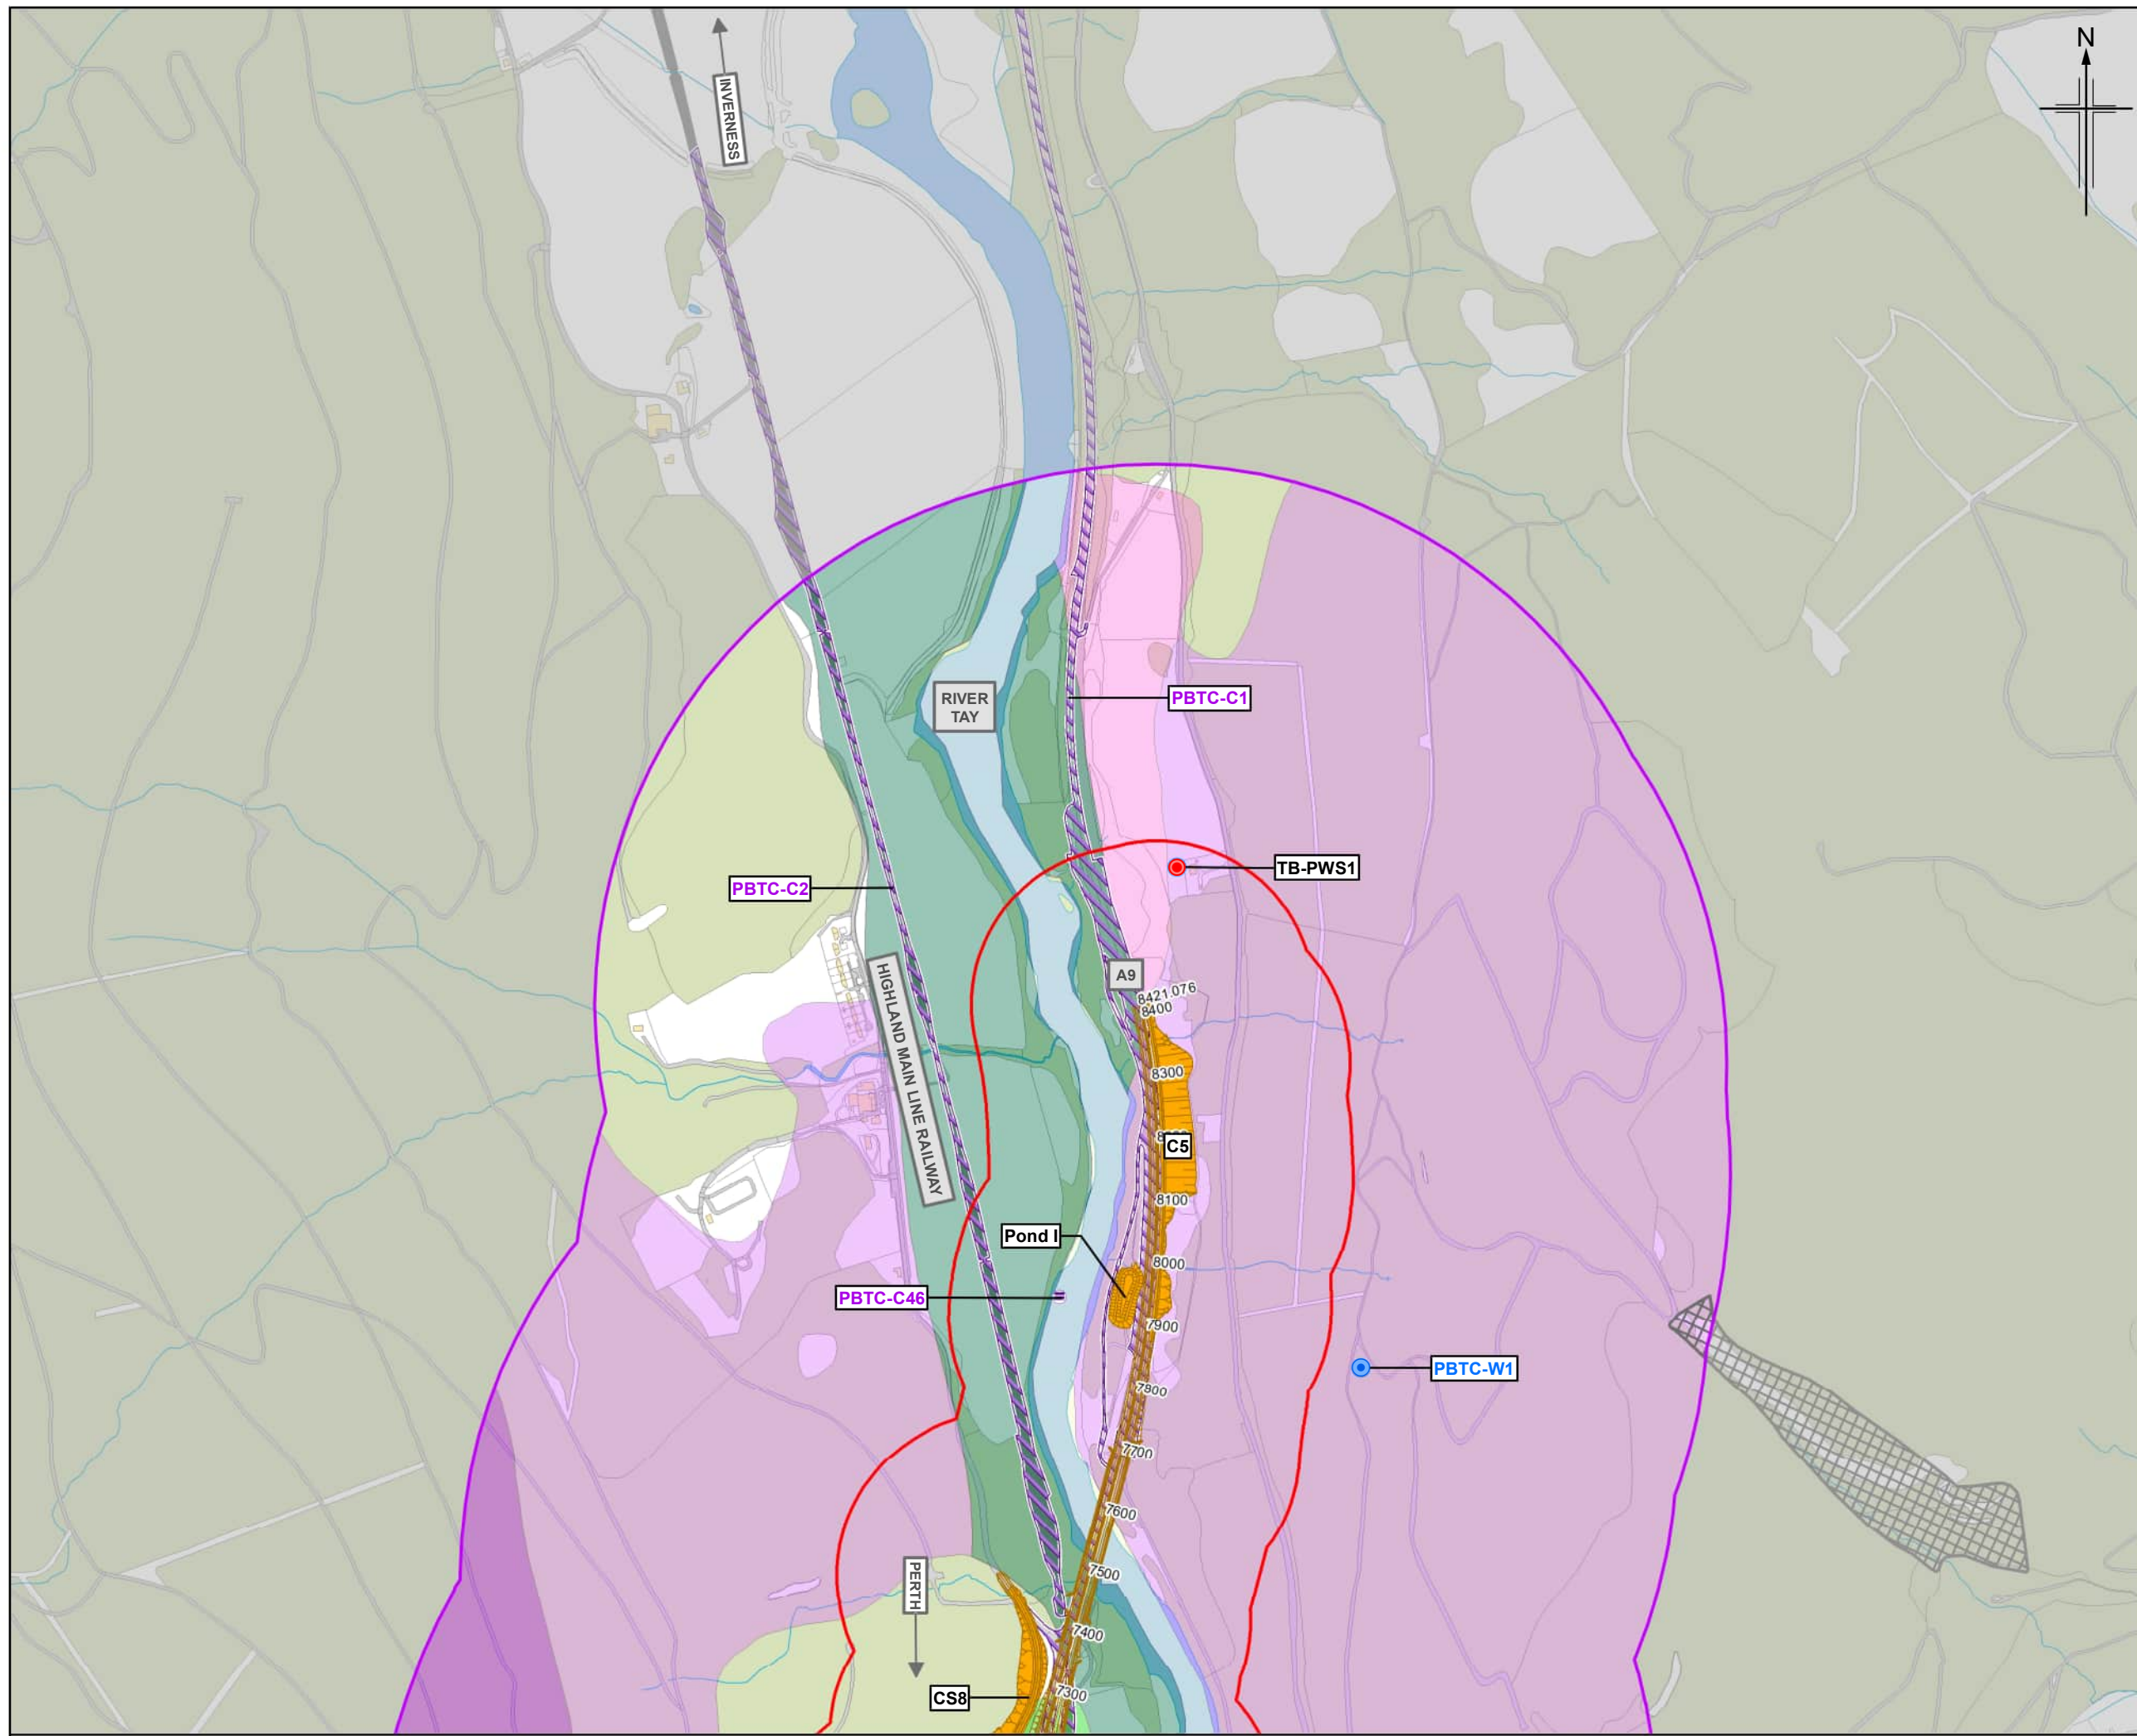 N
INVERNESS
RIVER
TAY
PBTC-C1
TB-PWS1
PBTC-C2
A9
8421.076
8400
HIGHLAND MAIN LINE RAILWAY
8300
C5
8100
Pond I
8000
PBTC-C46
7900
PBTC-W1
7800
7700
7600
PERTH
7500
7400
CS8
7300